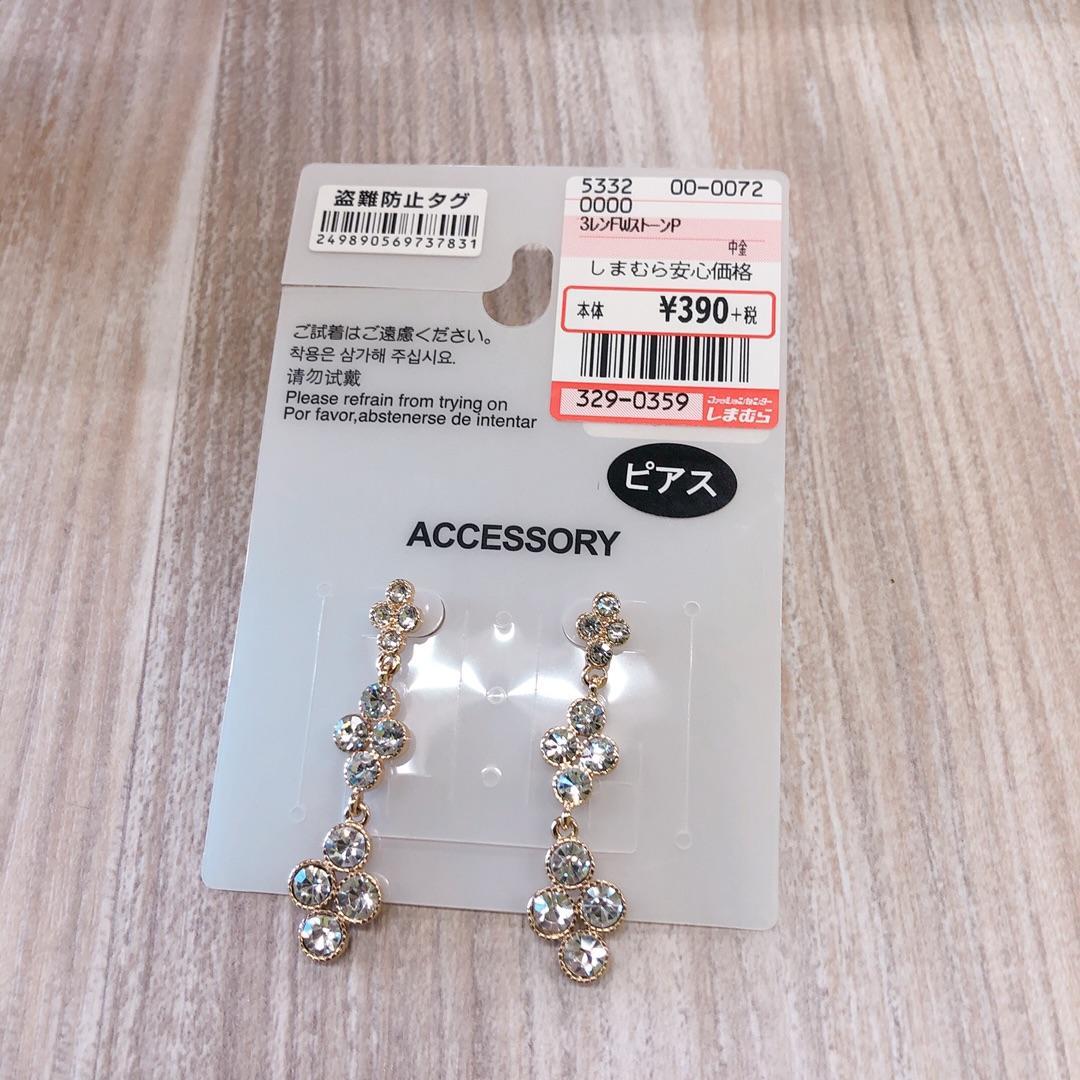 盗難防止タグ
249890569737831
5332 00-0072
0000
3レンFWストーンP
中金
しまむら安心価格
本体 ¥390+税
329-0359
ファッションセンター
しまむら
ご試着はご遠慮ください。
착용은 삼가해 주십시요.
请勿试戴
Please refrain from trying on
Por favor,abstenerse de intentar
ピアス
ACCESSORY